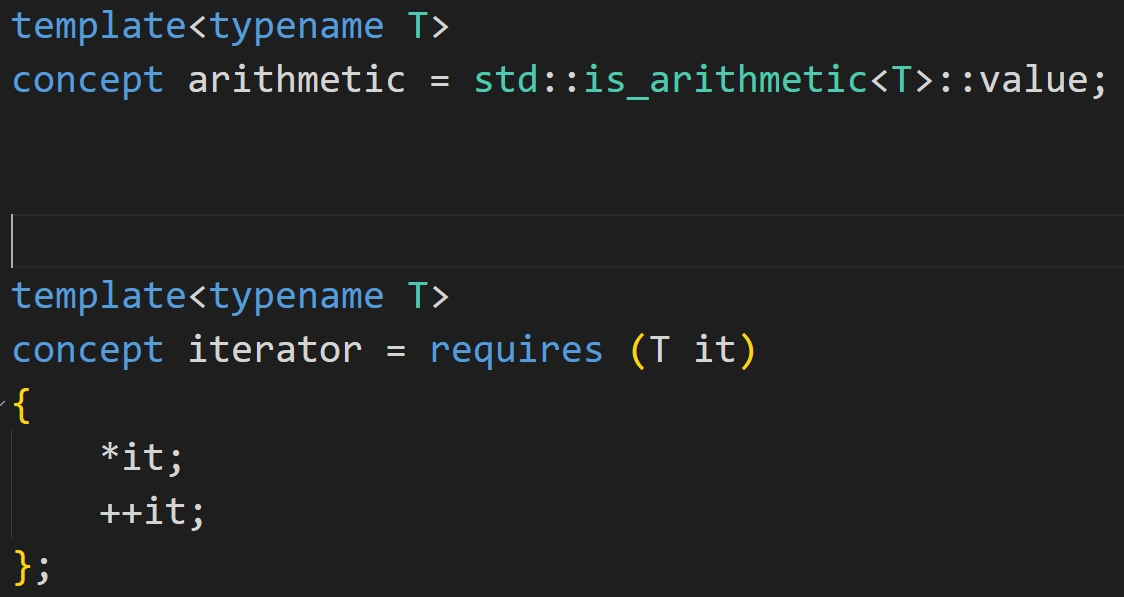 template<typename T>
concept arithmetic = std::is_arithmetic<T>::value;
template<typename T>
concept iterator = requires (T it)
{
    *it;
    ++it;
};